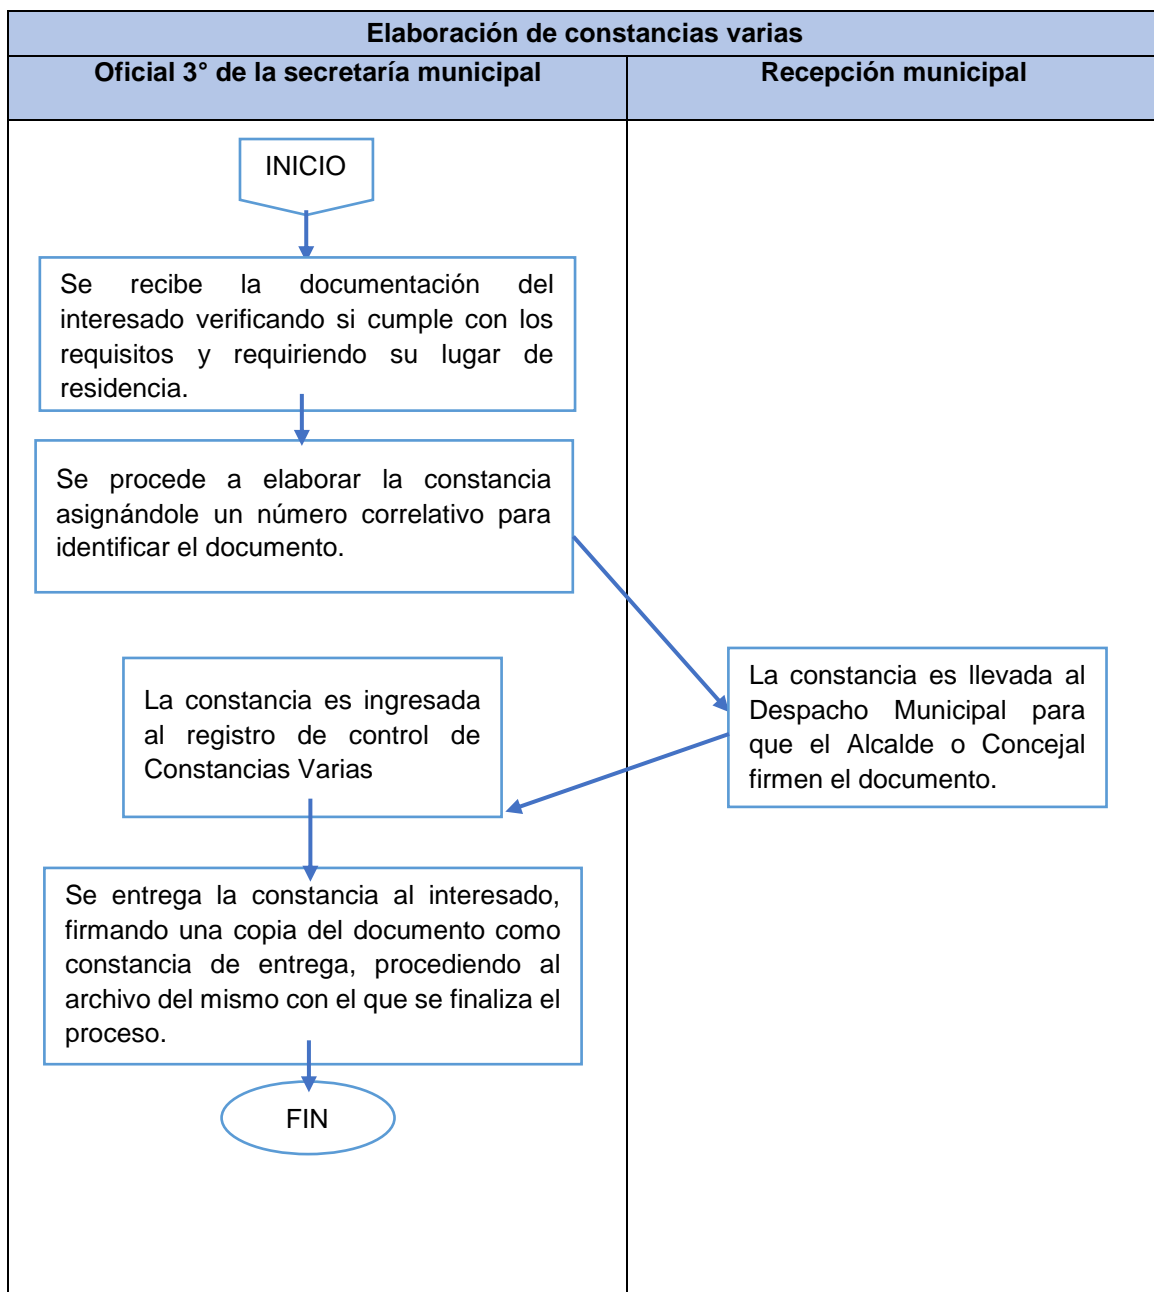 Elaboración de constancias varias
Oficial 3° de la secretaría municipal
Recepción municipal
INICIO
Se recibe la documentación del
interesado verificando si cumple con los
requisitos y requiriendo su lugar de
residencia.
Se procede a elaborar la constancia
asignándole un número correlativo para
identificar el documento.
La constancia es llevada al
Despacho Municipal para
que el Alcalde o Concejal
firmen el documento.
La constancia es ingresada
al registro de control de
Constancias Varias
Se entrega la constancia al interesado,
firmando una copia del documento como
constancia de entrega, procediendo al
archivo del mismo con el que se finaliza el
proceso.
FIN